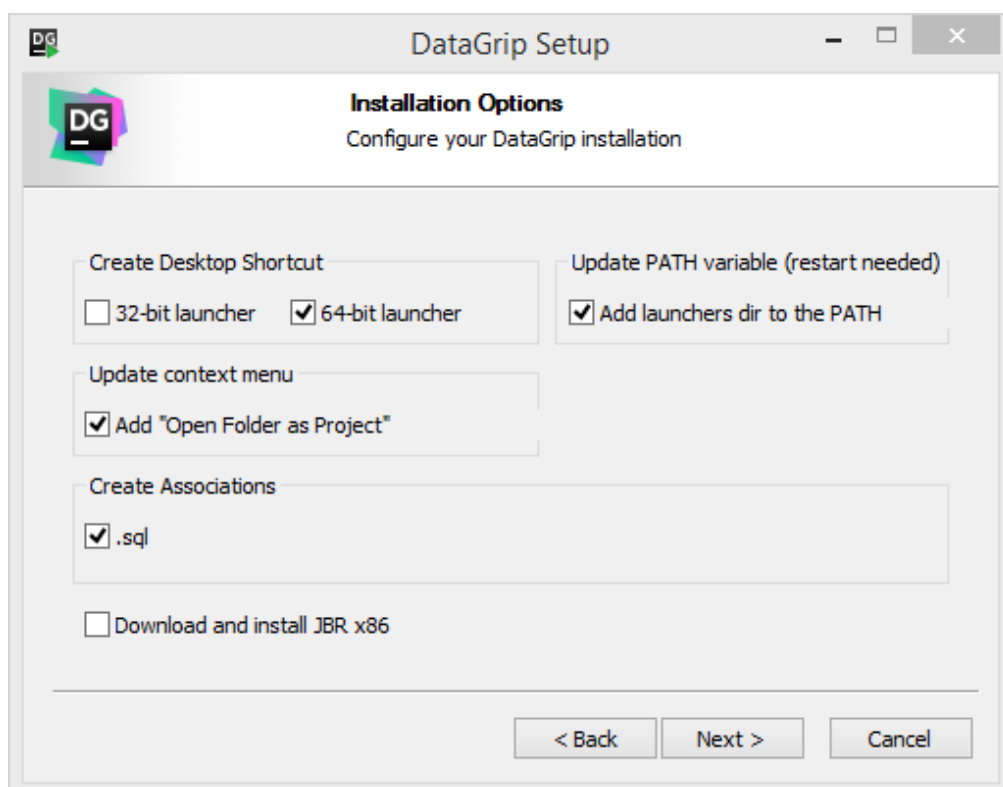 DG
DataGrip Setup
DG
Installation Options
Configure your DataGrip installation
Create Desktop Shortcut
32-bit launcher 64-bit launcher
Update PATH variable (restart needed)
Add launchers dir to the PATH
Update context menu
Add "Open Folder as Project"
Create Associations
.sql
Download and install JBR x86
< Back Next > Cancel